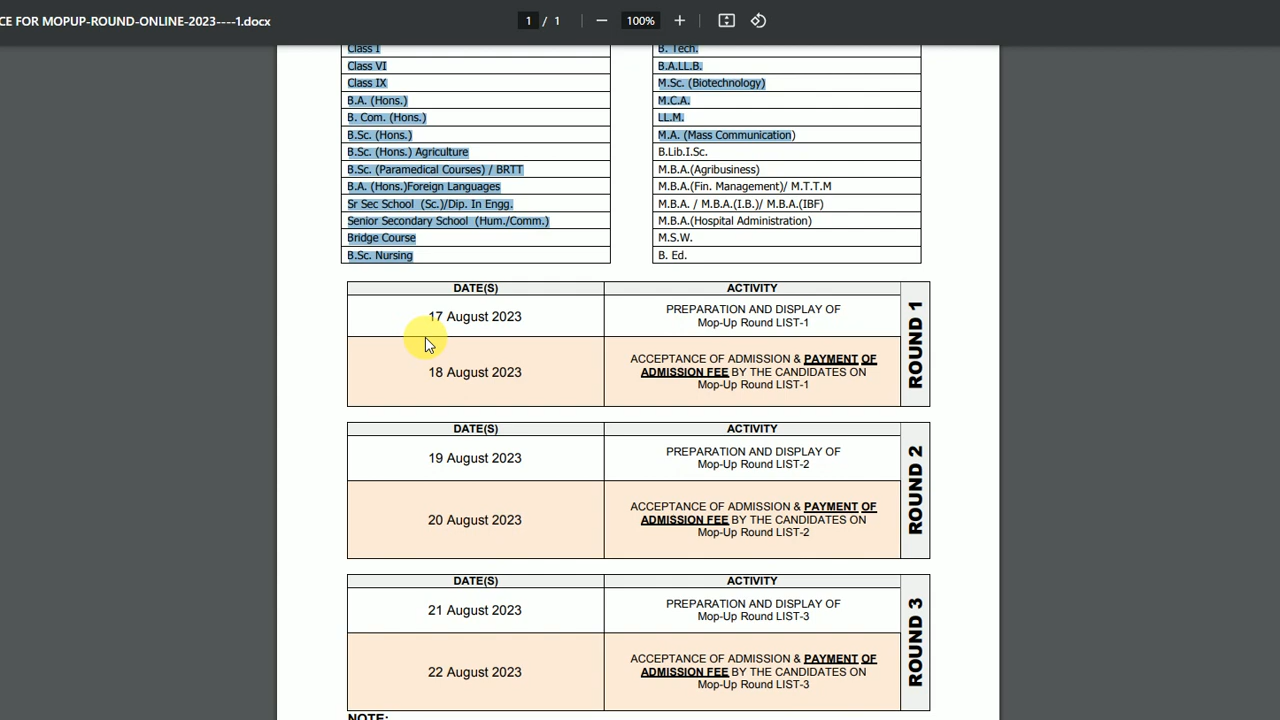 CE FOR MOPUP-ROUND-ONLINE-2023----1.docx
1 / 1
100%
Class I
Class VI
Class IX
B.A. (Hons.)
B. Com. (Hons.)
B.Sc. (Hons.)
B.Sc. (Hons.) Agriculture
B.Sc. (Paramedical Courses) / BRTT
B.A. (Hons.)Foreign Languages
Sr Sec School (Sc.)/Dip. In Engg.
Senior Secondary School (Hum./Comm.)
Bridge Course
B.Sc. Nursing
B. Tech.
B.A.LL.B.
M.Sc. (Biotechnology)
M.C.A.
LL.M.
M.A. (Mass Communication)
B.Lib.I.Sc.
M.B.A.(Agribusiness)
M.B.A.(Fin. Management)/ M.T.T.M
M.B.A. / M.B.A.(I.B.)/ M.B.A.(IBF)
M.B.A.(Hospital Administration)
M.S.W.
B. Ed.
DATE(S)
ACTIVITY
17 August 2023
PREPARATION AND DISPLAY OF
Mop-Up Round LIST-1
18 August 2023
ACCEPTANCE OF ADMISSION & PAYMENT OF
ADMISSION FEE BY THE CANDIDATES ON
Mop-Up Round LIST-1
ROUND 1
DATE(S)
ACTIVITY
19 August 2023
PREPARATION AND DISPLAY OF
Mop-Up Round LIST-2
20 August 2023
ACCEPTANCE OF ADMISSION & PAYMENT OF
ADMISSION FEE BY THE CANDIDATES ON
Mop-Up Round LIST-2
ROUND 2
DATE(S)
ACTIVITY
21 August 2023
PREPARATION AND DISPLAY OF
Mop-Up Round LIST-3
22 August 2023
ACCEPTANCE OF ADMISSION & PAYMENT OF
ADMISSION FEE BY THE CANDIDATES ON
Mop-Up Round LIST-3
ROUND 3
NOTE: